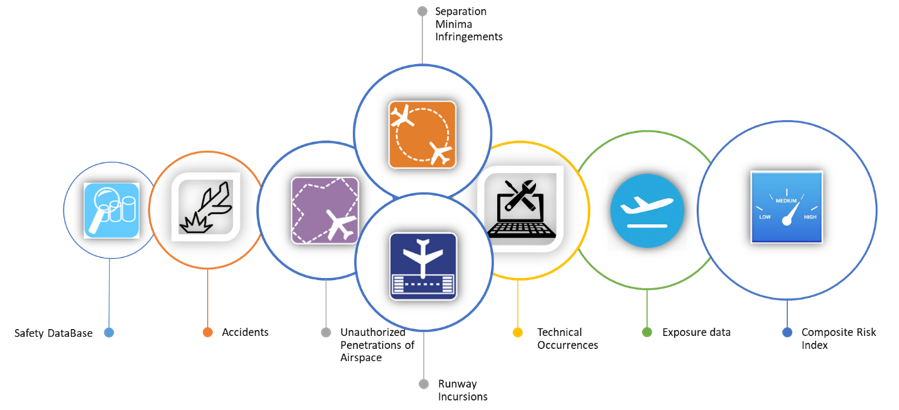 Separation
Minima
Infringements
LOW
MEDIUM
HIGH
Safety DataBase
Accidents
Unauthorized
Penetrations of
Airspace
Technical
Occurrences
Exposure data
Composite Risk
Index
Runway
Incursions